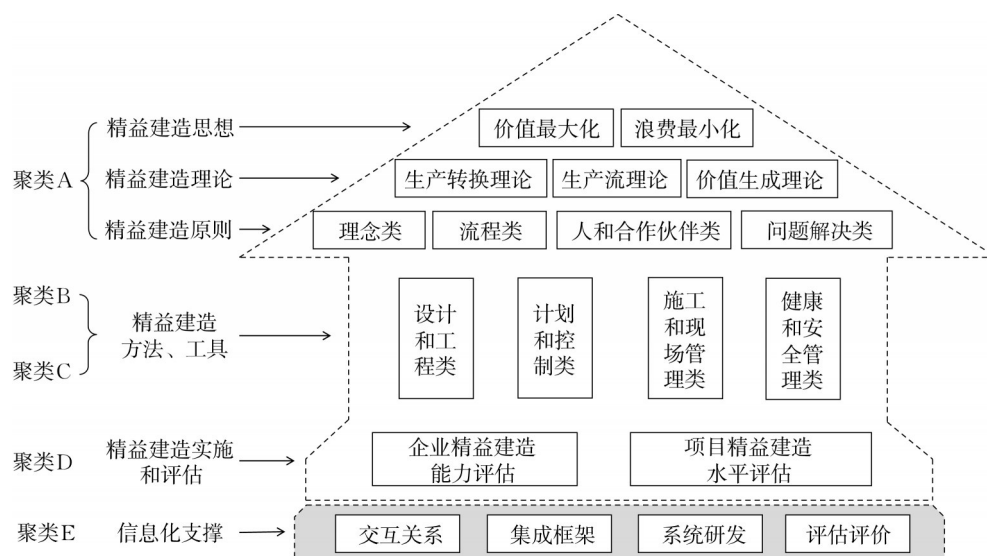 精益建造思想
价值最大化
浪费最小化
聚类A
精益建造理论
生产转换理论
生产流理论
价值生成理论
精益建造原则
理念类
流程类
人和合作伙伴类
问题解决类
聚类B
聚类C
精益建造
方法、工具
设计
和工
程类
计划
和控
制类
施工
和现
场管
理类
健康
和安
全管
理类
聚类D
精益建造实施
和评估
企业精益建造
能力评估
项目精益建造
水平评估
聚类E
信息化支撑
交互关系
集成框架
系统研发
评估评价